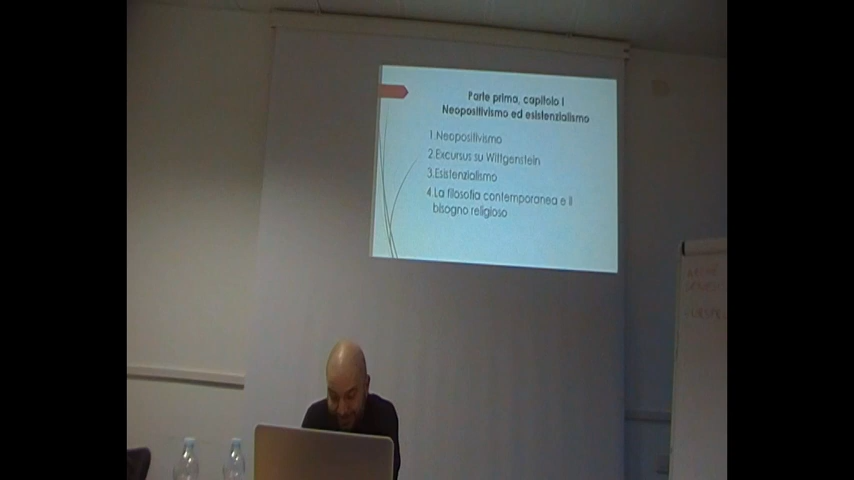 Parte prima, capitolo I
Neopositivismo ed esistenzialismo
1.Neopositivismo
2.Excursus su Wittgenstein
3.Esistenzialismo
4.La filosofia contemporanea e il
bisogno religioso